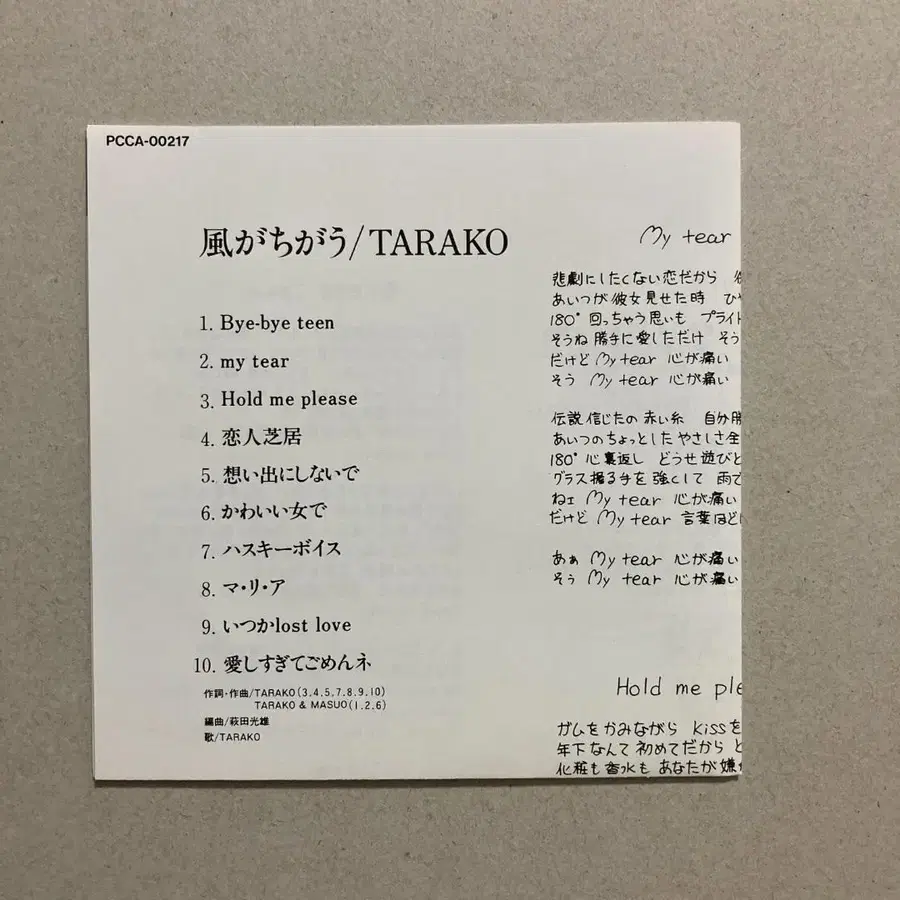 PCCA-00217
風がちがう/TARAKO
1. Bye-bye teen
2. my tear
3. Hold me please
4. 恋人芝居
5. 想い出にしないで
6. かわいい女で
7. ハスキーボイス
8. マ・リ・ア
9. いつかlost love
10. 愛しすぎてごめんネ
作詞・作曲/TARAKO(3.4.5.7.8.9.10)
TARAKO & MASUO(1.2.6)
編曲/萩田光雄
歌/TARAKO
My tear
悲劇にしたくない恋だから
あいつが彼女見せた時 ひ
180° 回っちゃう思いも プライド
そうね 勝手に愛しただけ そう
だけど My tear 心が痛い
そう My tear 心が痛い
伝説信じたの 赤い糸 自分勝
あいつのちょっとした やさしさ全
180° 心裏返し どうせ遊びと
グラス握る手を 強くして 雨で
ねェ My tear 心が痛い
だけど My tear 言葉ほど
あぁ My tear 心が痛い
そぅ My tear 心が痛い
Hold me ple
ガムをかみながら Kissを
年下なんて 初めてだから と
化粧も香水も あなたが嫌